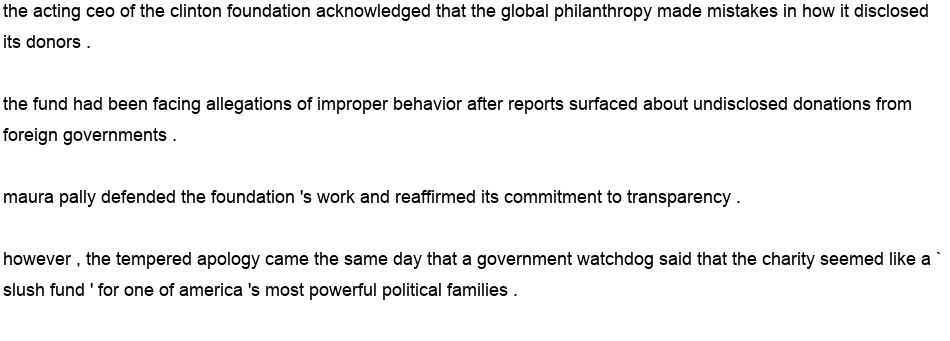 the acting ceo of the clinton foundation acknowledged that the global philanthropy made mistakes in how it disclosed
its donors .
the fund had been facing allegations of improper behavior after reports surfaced about undisclosed donations from
foreign governments .
maura pally defended the foundation 's work and reaffirmed its commitment to transparency .
however , the tempered apology came the same day that a government watchdog said that the charity seemed like a `
slush fund ' for one of america 's most powerful political families .